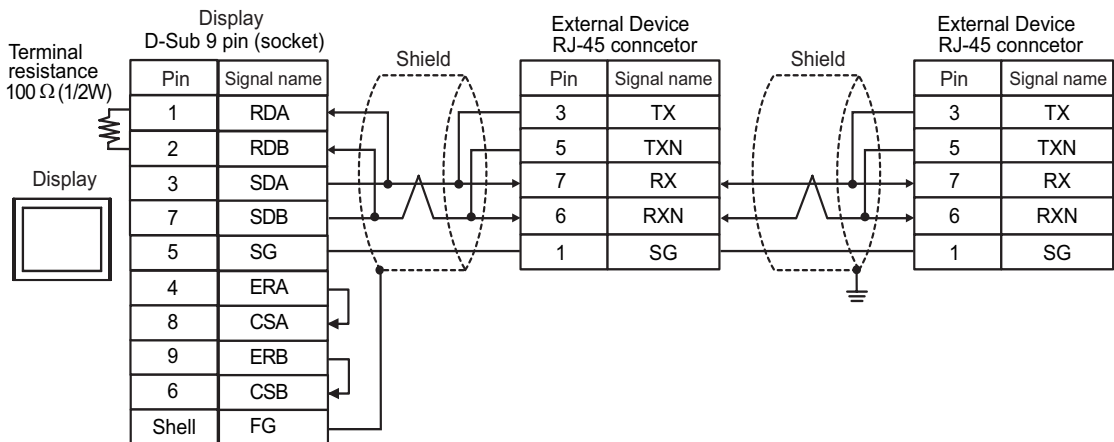 Display
D-Sub 9 pin (socket)
Terminal
resistance
100 Ω (1/2W)
Display
Pin Signal name
1 RDA
2 RDB
3 SDA
7 SDB
5 SG
4 ERA
8 CSA
9 ERB
6 CSB
Shell FG
Shield
External Device
RJ-45 conncetor
Pin Signal name
3 TX
5 TXN
7 RX
6 RXN
1 SG
Shield
External Device
RJ-45 conncetor
Pin Signal name
3 TX
5 TXN
7 RX
6 RXN
1 SG